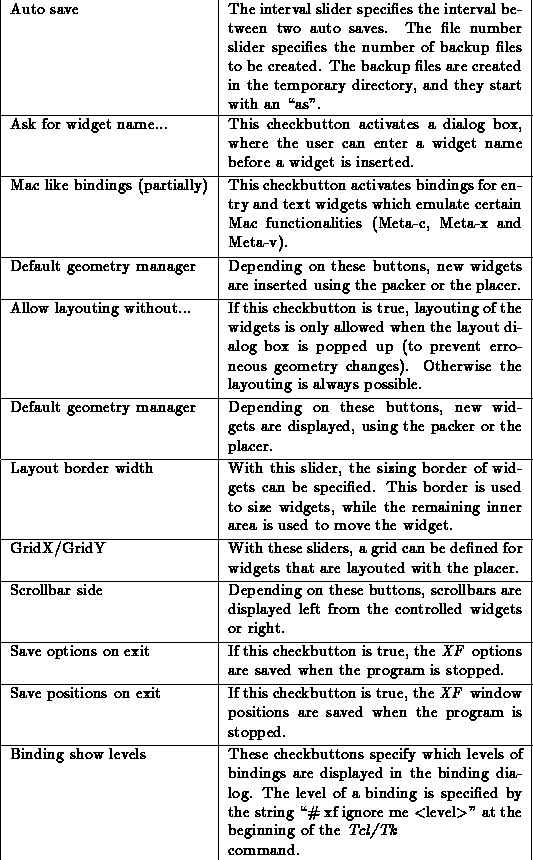 Auto save The interval slider specifies the interval be-
tween two auto saves. The file number
slider specifies the number of backup files
to be created. The backup files are created
in the temporary directory, and they start
with an “as”.
Ask for widget name... This checkbutton activates a dialog box,
where the user can enter a widget name
before a widget is inserted.
Mac like bindings (partially) This checkbutton activates bindings for en-
try and text widgets which emulate certain
Mac functionalities (Meta-c, Meta-x and
Meta-v).
Default geometry manager Depending on these buttons, new widgets
are inserted using the packer or the placer.
Allow layouting without... If this checkbutton is true, layouting of the
widgets is only allowed when the layout di-
alog box is popped up (to prevent erro-
neous geometry changes). Otherwise the
layouting is always possible.
Default geometry manager Depending on these buttons, new wid-
gets are displayed, using the packer or the
placer.
Layout border width With this slider, the sizing border of wid-
gets can be specified. This border is used
to size widgets, while the remaining inner
area is used to move the widget.
GridX/GridY With these sliders, a grid can be defined for
widgets that are layouted with the placer.
Scrollbar side Depending on these buttons, scrollbars are
displayed left from the controlled widgets
or right.
Save options on exit If this checkbutton is true, the XF options
are saved when the program is stopped.
Save positions on exit If this checkbutton is true, the XF window
positions are saved when the program is
stopped.
Binding show levels These checkbuttons specify which levels of
bindings are displayed in the binding dia-
log. The level of a binding is specified by
the string “# xf ignore me <level>” at the
beginning of the Tcl/Tk
command.